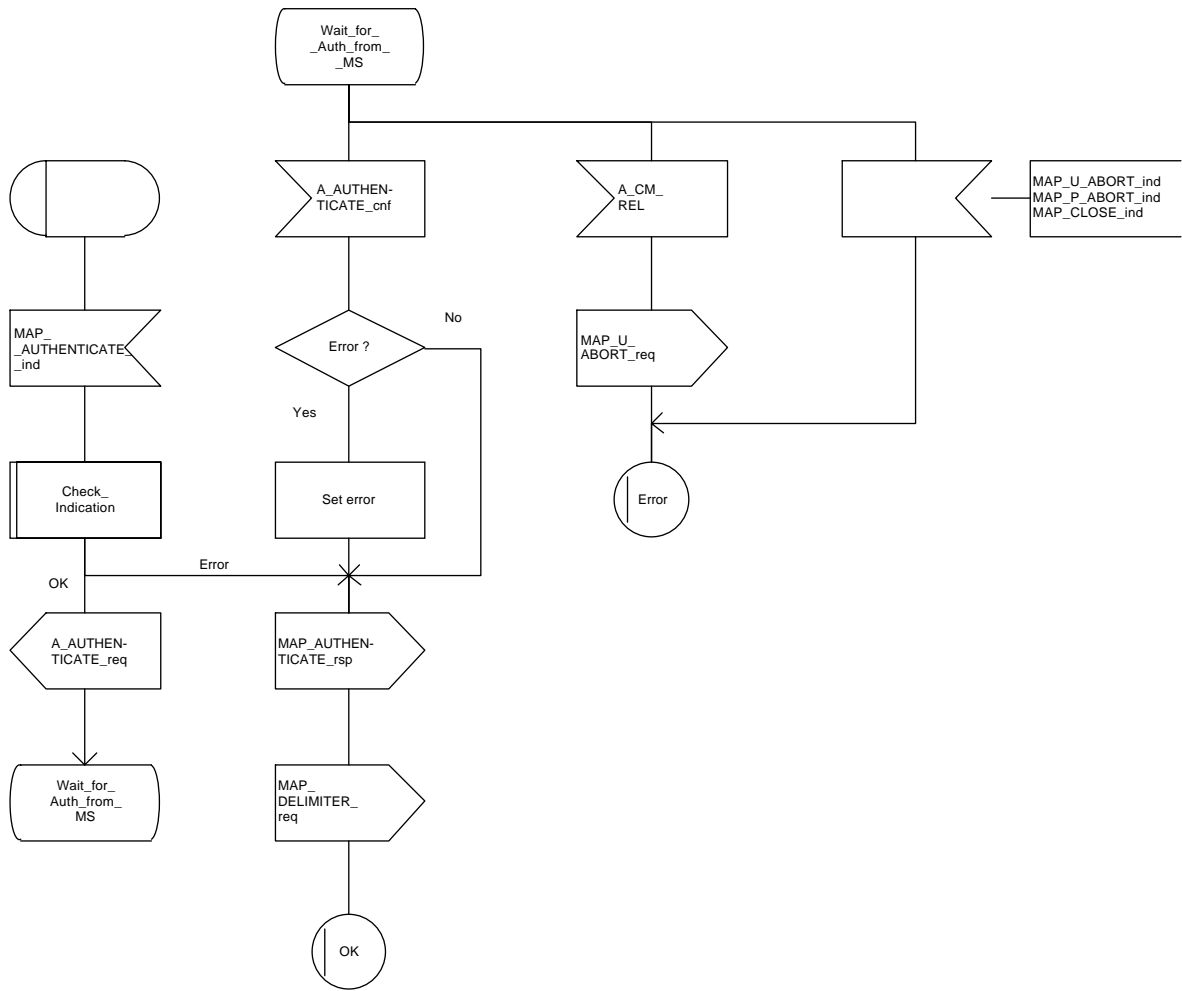 Wait_for_
_Auth_from_
_MS
A_AUTHEN-
TICATE_cnf
A_CM_
REL
MAP_U_ABORT_ind
MAP_P_ABORT_ind
MAP_CLOSE_ind
MAP_
_AUTHENTICATE_
_ind
Error ?
No
Yes
MAP_U_
ABORT_req
Check_
Indication
Set error
Error
Error
OK
A_AUTHEN-
TICATE_req
MAP_AUTHEN-
TICATE_rsp
Wait_for_
Auth_from_
MS
MAP_
DELIMITER_
req
OK